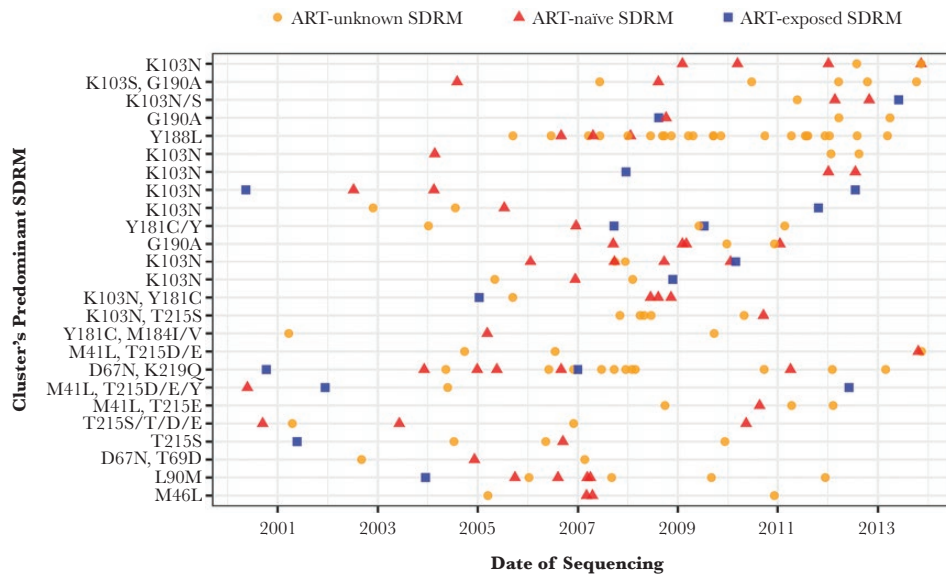 ART-unknown SDRM ART-naïve SDRM ART-exposed SDRM
Cluster's Predominant SDRM
K103N
K103S, G190A
K103N/S
G190A
Y188L
K103N
K103N
K103N
K103N
Y181C/Y
G190A
K103N
K103N
K103N, Y181C
K103N, T215S
Y181C, M184I/V
M41L, T215D/E
D67N, K219Q
M41L, T215D/E/Y
M41L, T215E
T215S/T/D/E
T215S
D67N, T69D
L90M
M46L
2001 2003 2005 2007 2009 2011 2013
Date of Sequencing